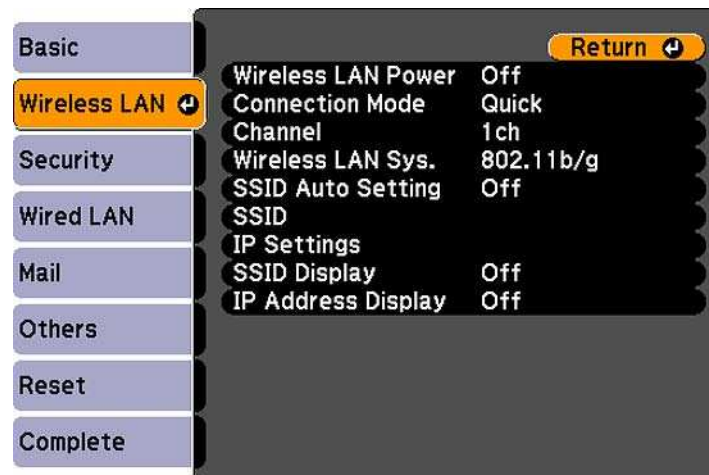 Basic
Wireless LAN
Security
Wired LAN
Mail
Others
Reset
Complete
Return
Wireless LAN Power Off
Connection Mode Quick
Channel 1ch
Wireless LAN Sys. 802.11b/g
SSID Auto Setting Off
SSID
IP Settings
SSID Display Off
IP Address Display Off